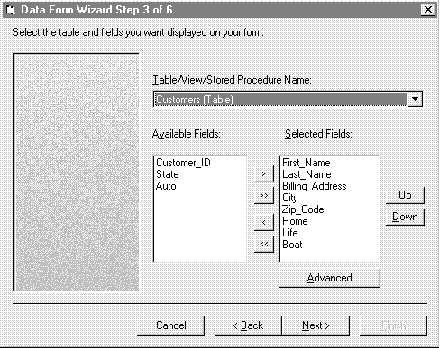 Data Form Wizard Step 3 of 6
Select the table and fields you want displayed on your form.
Table/View/Stored Procedure Name:
Customers (Table)
Available Fields:
Selected Fields:
Customer_ID
State
Auto
>
>>
<
<<
First_Name
Last_Name
Billing_Address
City
Zip_Code
Home
Life
Boat
Up
Down
Advanced
Cancel
< Back
Next >
Finish